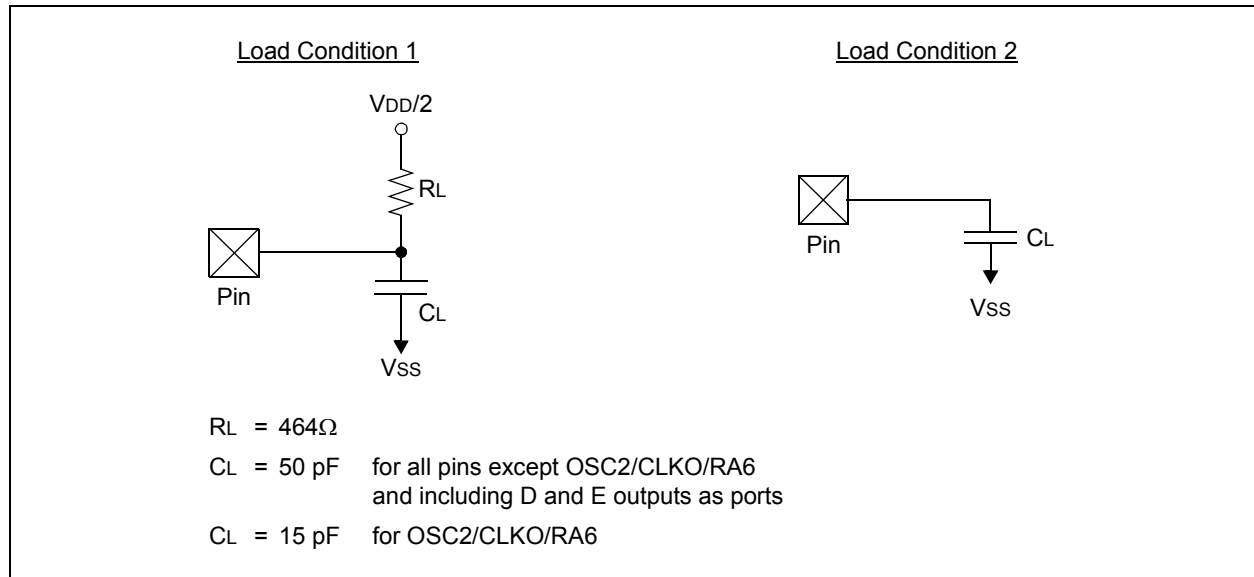 Load Condition 1
VDD/2
RL
Pin
CL
VSS
Load Condition 2
Pin
CL
VSS
RL = 464Ω
CL = 50 pF for all pins except OSC2/CLKO/RA6
and including D and E outputs as ports
CL = 15 pF for OSC2/CLKO/RA6